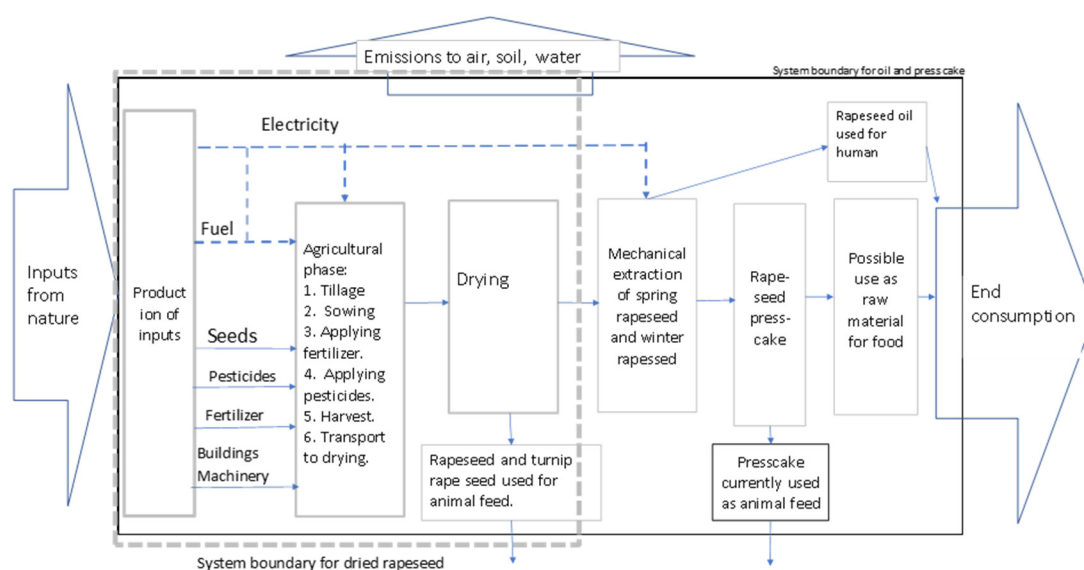 Emissions to air, soil, water
System boundary for oil and presscake
Inputs
from
nature
Product
ion of
inputs
Electricity
Fuel
Seeds
Pesticides
Fertilizer
Buildings
Machinery
Agricultural
phase:
1. Tillage
2. Sowing
3. Applying
fertilizer.
4. Applying
pesticides.
5. Harvest.
6. Transport
to drying.
Drying
Rapeseed and turnip
rape seed used for
animal feed.
Mechanical
extraction
of spring
rapeseed
and winter
rapessed
Rapeseed oil
used for
human
Rape-
seed
press-
cake
Presscake
currently used
as animal feed
Possible
use as
raw
material
for food
End
consumption
System boundary for dried rapeseed